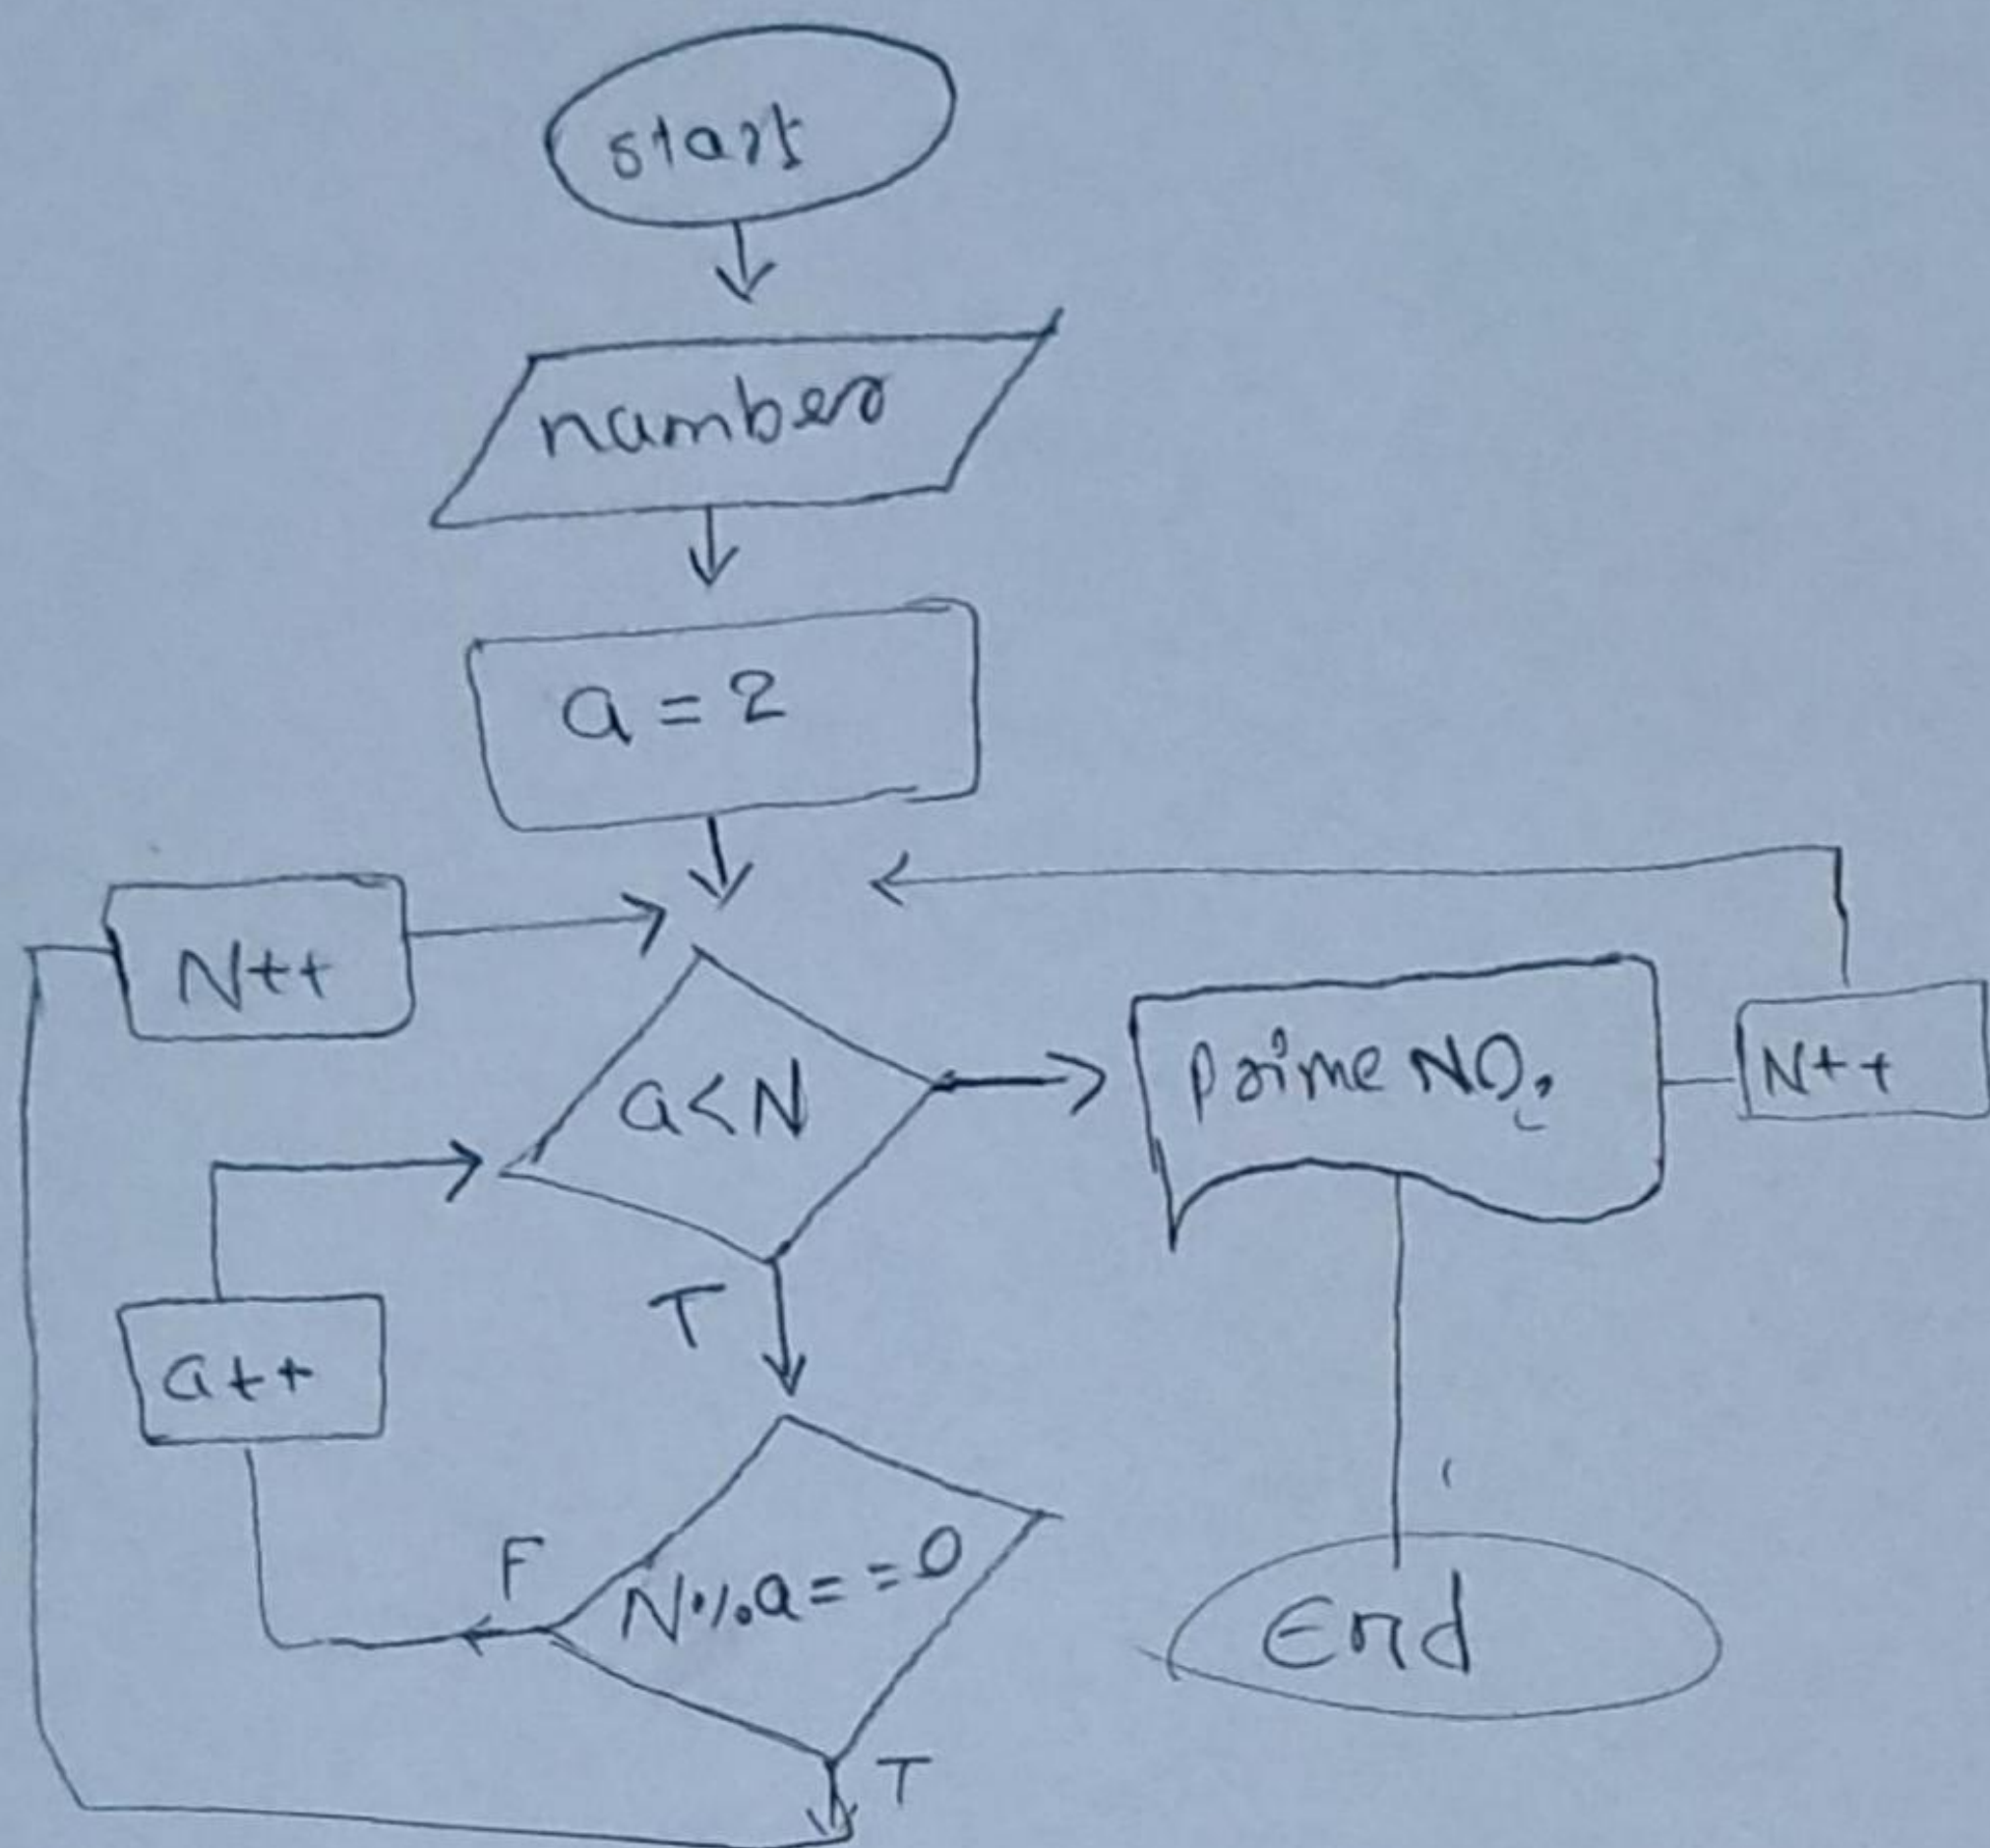 start
number
a = 2
N++
a<N
Prime NO.
N++
T
a++
F
N%a==0
End
T